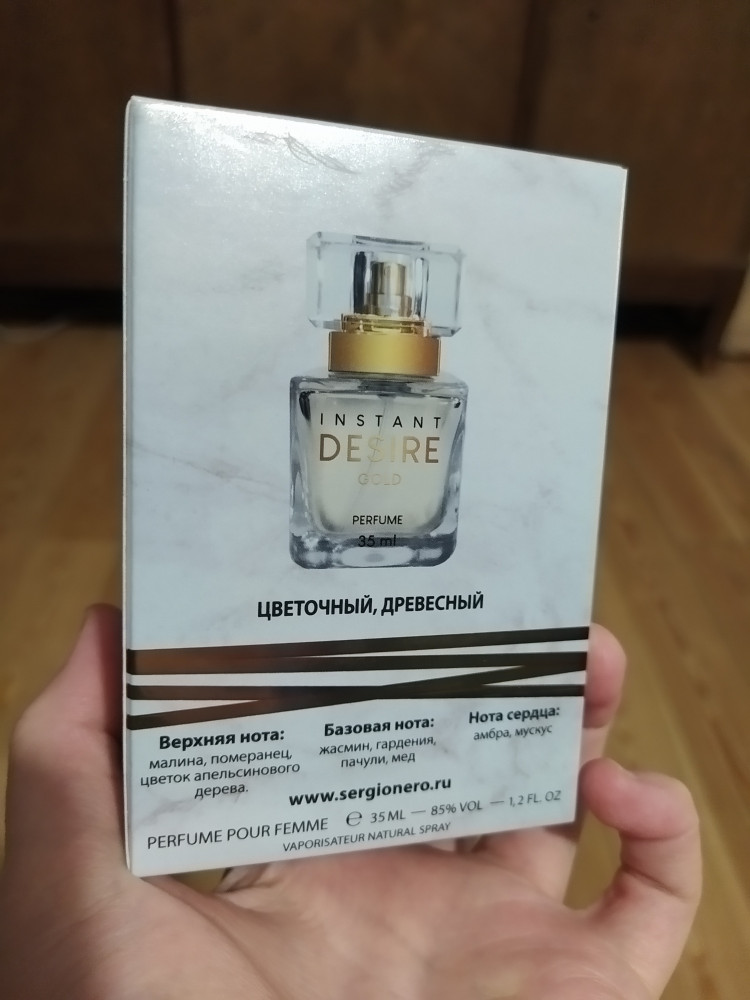 INSTANT
DESIRE
GOLD
PERFUME
35 ml
ЦВЕТОЧНЫЙ, ДРЕВЕСНЫЙ
Верхняя нота:
малина, померанец,
цветок апельсинового
дерева.
Базовая нота:
жасмин, гардения,
пачули, мед
Нота сердца:
амбра, мускус
www.sergionero.ru
PERFUME POUR FEMME ℮ 35 ML — 85% VOL — 1,2 FL. OZ
VAPORISATEUR NATURAL SPRAY